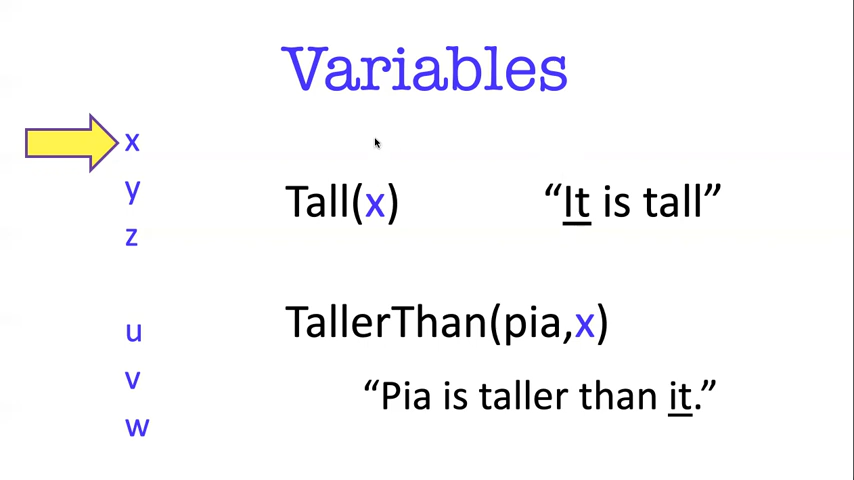 Variables
x
y
z
u
v
w
Tall(x)
“It is tall”
TallerThan(pia,x)
“Pia is taller than it.”